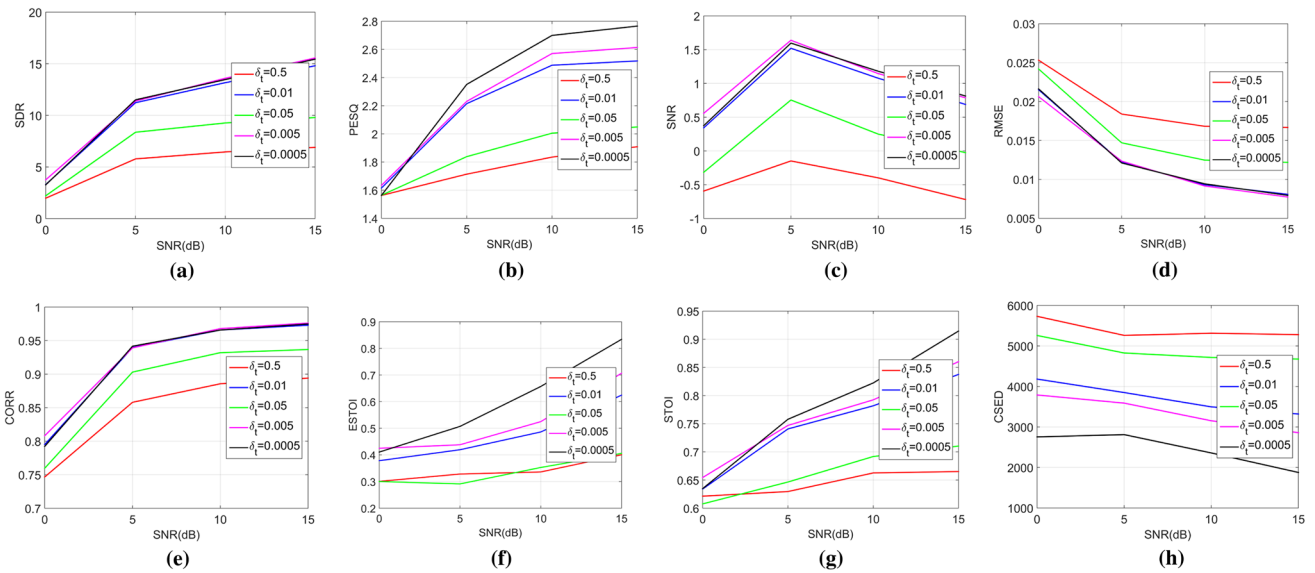 20
15
10
5
0
SDR
0 5 10 15
SNR(dB)
δt=0.5
δt=0.01
δt=0.05
δt=0.005
δt=0.0005
(a)
2.8
2.6
2.4
2.2
2
1.8
1.6
1.4
PESQ
0 5 10 15
SNR(dB)
δt=0.5
δt=0.01
δt=0.05
δt=0.005
δt=0.0005
(b)
2
1.5
1
0.5
0
-0.5
-1
SNR
0 5 10 15
SNR(dB)
δt=0.5
δt=0.01
δt=0.05
δt=0.005
δt=0.0005
(c)
0.03
0.025
0.02
0.015
0.01
0.005
RMSE
0 5 10 15
SNR(dB)
δt=0.5
δt=0.01
δt=0.05
δt=0.005
δt=0.0005
(d)
1
0.95
0.9
0.85
0.8
0.75
0.7
CORR
0 5 10 15
SNR(dB)
δt=0.5
δt=0.01
δt=0.05
δt=0.005
δt=0.0005
(e)
0.9
0.8
0.7
0.6
0.5
0.4
0.3
0.2
ESTOI
0 5 10 15
SNR(dB)
δt=0.5
δt=0.01
δt=0.05
δt=0.005
δt=0.0005
(f)
0.95
0.9
0.85
0.8
0.75
0.7
0.65
0.6
STOI
0 5 10 15
SNR(dB)
δt=0.5
δt=0.01
δt=0.05
δt=0.005
δt=0.0005
(g)
6000
5000
4000
3000
2000
1000
CSED
0 5 10 15
SNR(dB)
δt=0.5
δt=0.01
δt=0.05
δt=0.005
δt=0.0005
(h)